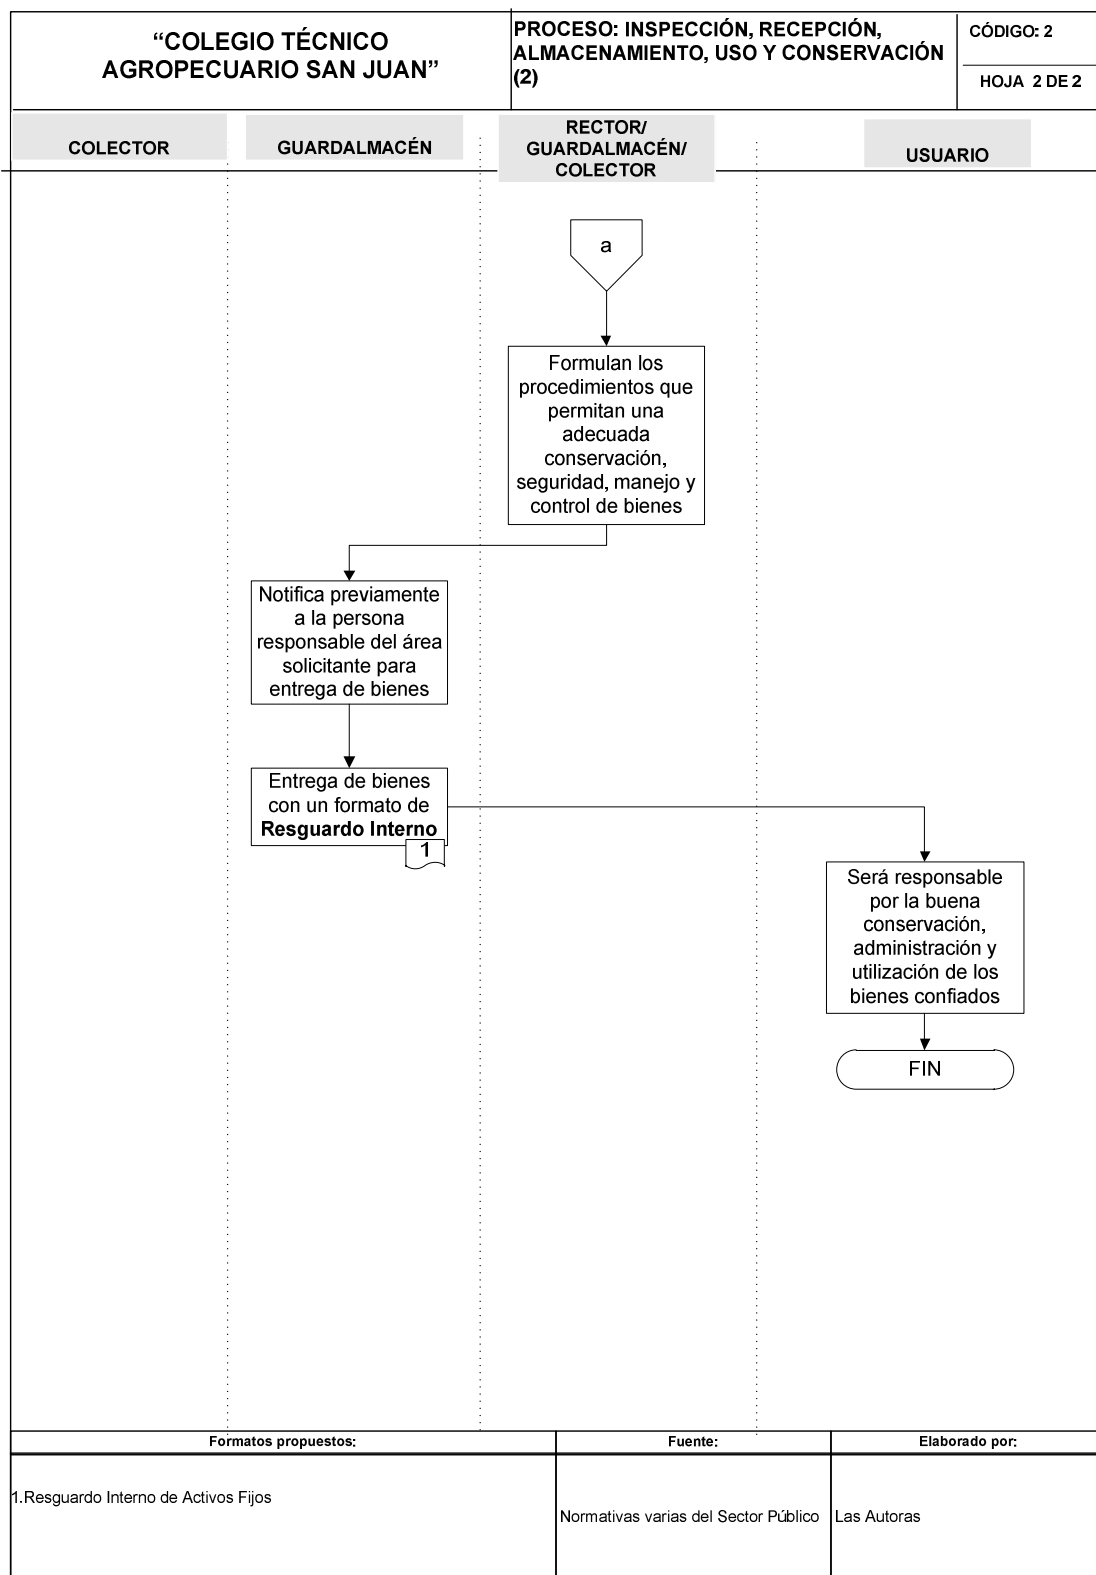 “COLEGIO TÉCNICO
AGROPECUARIO SAN JUAN”
PROCESO: INSPECCIÓN, RECEPCIÓN,
ALMACENAMIENTO, USO Y CONSERVACIÓN
(2)
CÓDIGO: 2
HOJA 2 DE 2
COLECTOR
GUARDALMACÉN
RECTOR/
GUARDALMACÉN/
COLECTOR
USUARIO
a
Formulan los
procedimientos que
permitan una
adecuada
conservación,
seguridad, manejo y
control de bienes
Notifica previamente
a la persona
responsable del área
solicitante para
entrega de bienes
Entrega de bienes
con un formato de
Resguardo Interno
1
Será responsable
por la buena
conservación,
administración y
utilización de los
bienes confiados
FIN
Formatos propuestos:
Fuente:
Elaborado por:
1.Resguardo Interno de Activos Fijos
Normativas varias del Sector Público
Las Autoras